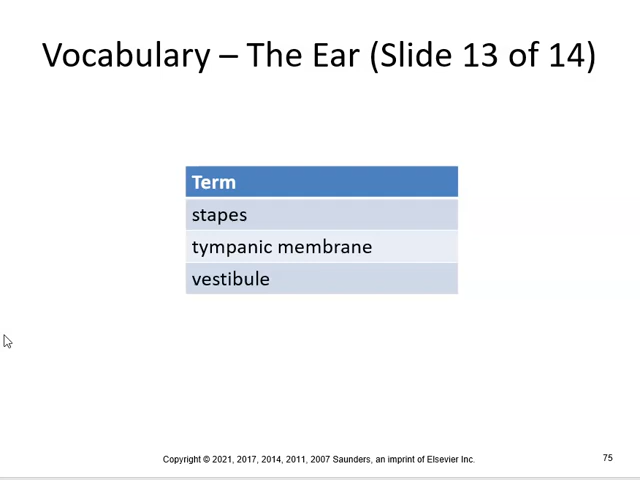 Vocabulary – The Ear (Slide 13 of 14)
Term
stapes
tympanic membrane
vestibule
Copyright © 2021, 2017, 2014, 2011, 2007 Saunders, an imprint of Elsevier Inc.
75